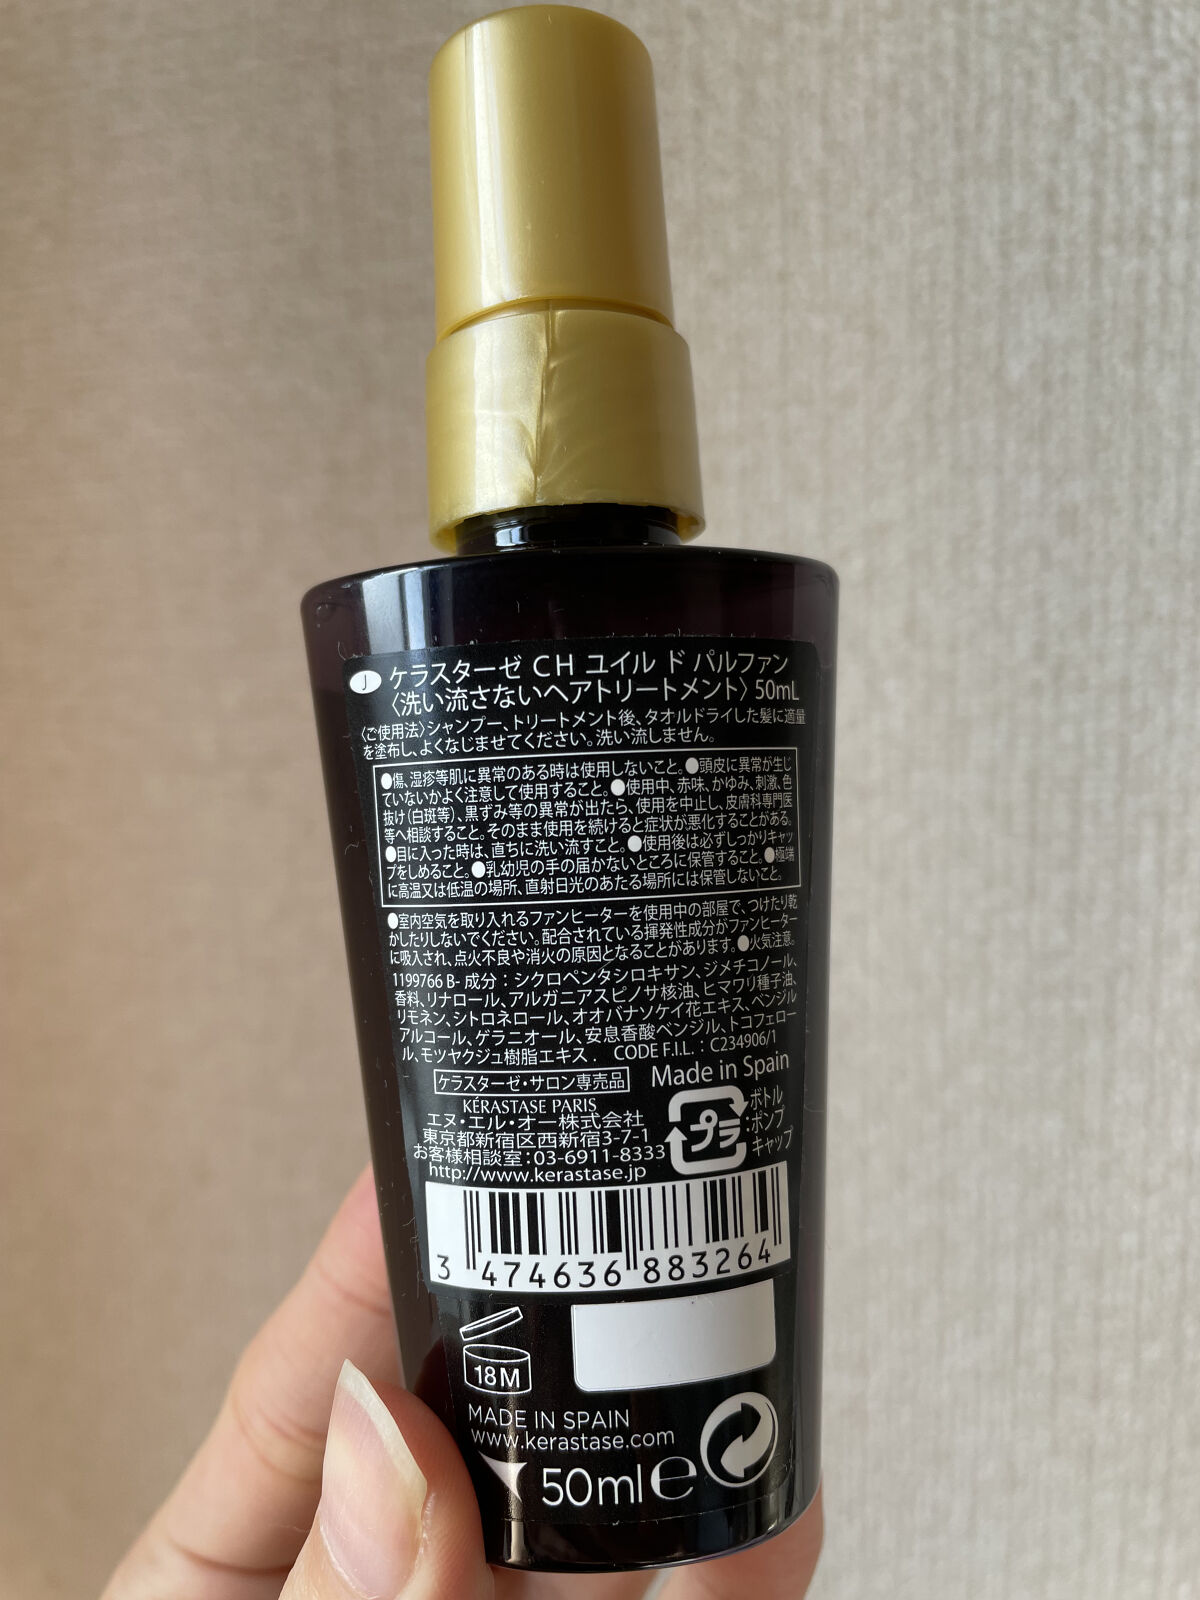 J ケラスターゼ CH ユイル ド パルファン
〈洗い流さないヘアトリートメント〉 50mL
〈ご使用法〉シャンプー、トリートメント後、タオルドライした髪に適量
を塗布し、よくなじませてください。洗い流しません。
●傷、湿疹等肌に異常のある時は使用しないこと。●頭皮に異常が生じ
ていないかよく注意して使用すること。●使用中、赤味、かゆみ、刺激、色
抜け（白斑等）、黒ずみ等の異常が出たら、使用を中止し、皮膚科専門医
等へ相談すること。そのまま使用を続けると症状が悪化することがある。
●目に入った時は、直ちに洗い流すこと。●使用後は必ずしっかりキャッ
プをしめること。●乳幼児の手の届かないところに保管すること。●極端
に高温又は低温の場所、直射日光のあたる場所には保管しないこと。
●室内空気を取り入れるファンヒーターを使用中の部屋で、つけたり乾
かしたりしないでください。配合されている揮発性成分がファンヒーター
に吸入され、点火不良や消火の原因となることがあります。●火気注意。
1199766 B- 成分：シクロペンタシロキサン、ジメチコノール、
香料、リナロール、アルガニアスピノサ核油、ヒマワリ種子油、
リモネン、シトロネロール、オオバナソケイ花エキス、ベンジル
アルコール、ゲラニオール、安息香酸ベンジル、トコフェロー
ル、モツヤクジュ樹脂エキス . CODE F.I.L. : C234906/1
ケラスターゼ・サロン専売品 Made in Spain
KÉRASTASE PARIS
エヌ・エル・オー株式会社
東京都新宿区西新宿3-7-1
お客様相談室：03-6911-8333
http://www.kerastase.jp
プラ
:ボトル
ポンプ
キャップ
3 474636 883264
18M
MADE IN SPAIN
www.kerastase.com
50ml e